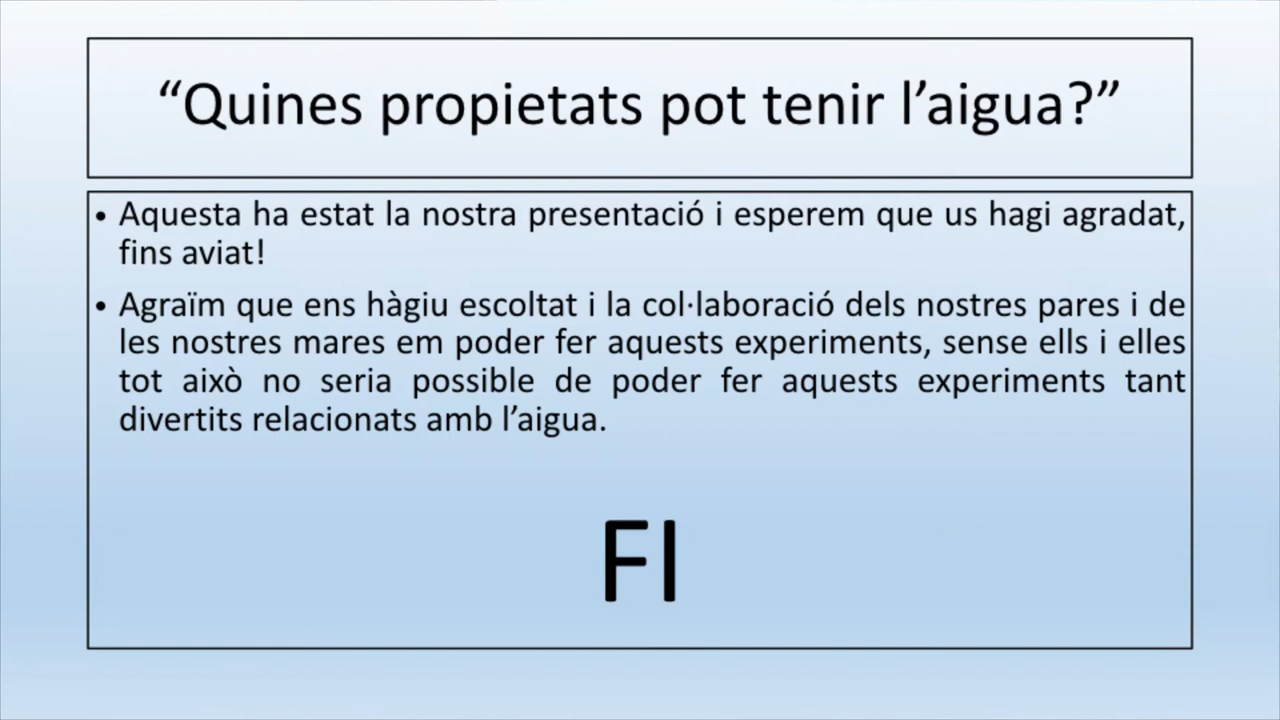 “Quines propietats pot tenir l’aigua?”
• Aquesta ha estat la nostra presentació i esperem que us hagi agradat,
fins aviat!
• Agraïm que ens hàgiu escoltat i la col·laboració dels nostres pares i de
les nostres mares em poder fer aquests experiments, sense ells i elles
tot això no seria possible de poder fer aquests experiments tant
divertits relacionats amb l’aigua.
FI